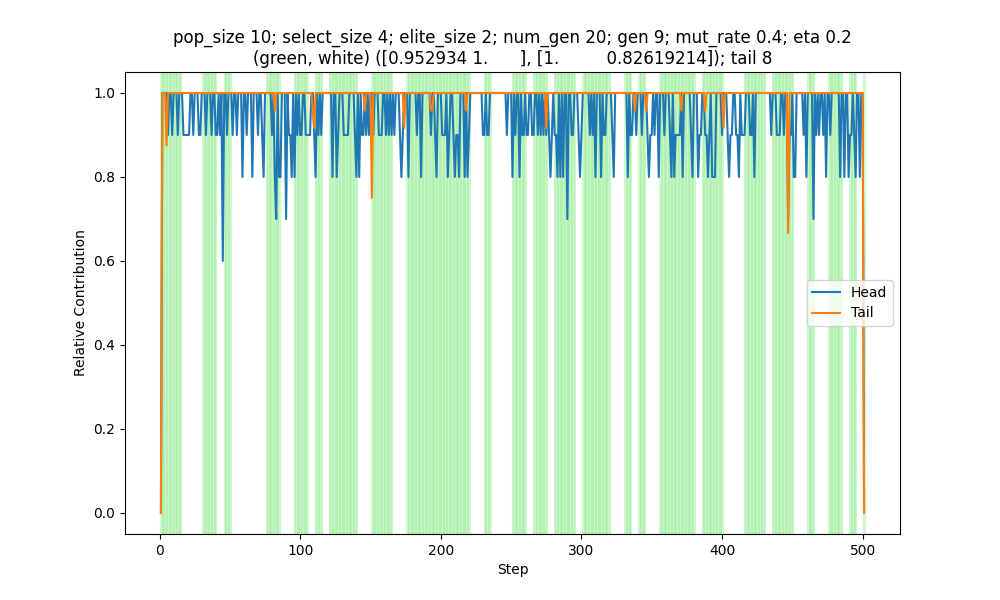 pop_size 10; select_size 4; elite_size 2; num_gen 20; gen 9; mut_rate 0.4; eta 0.2
(green, white) ([0.952934 1.      ], [1.         0.82619214]); tail 8
1.0
0.8
0.6
0.4
0.2
0.0
Relative Contribution
Head
Tail
0 100 200 300 400 500
Step